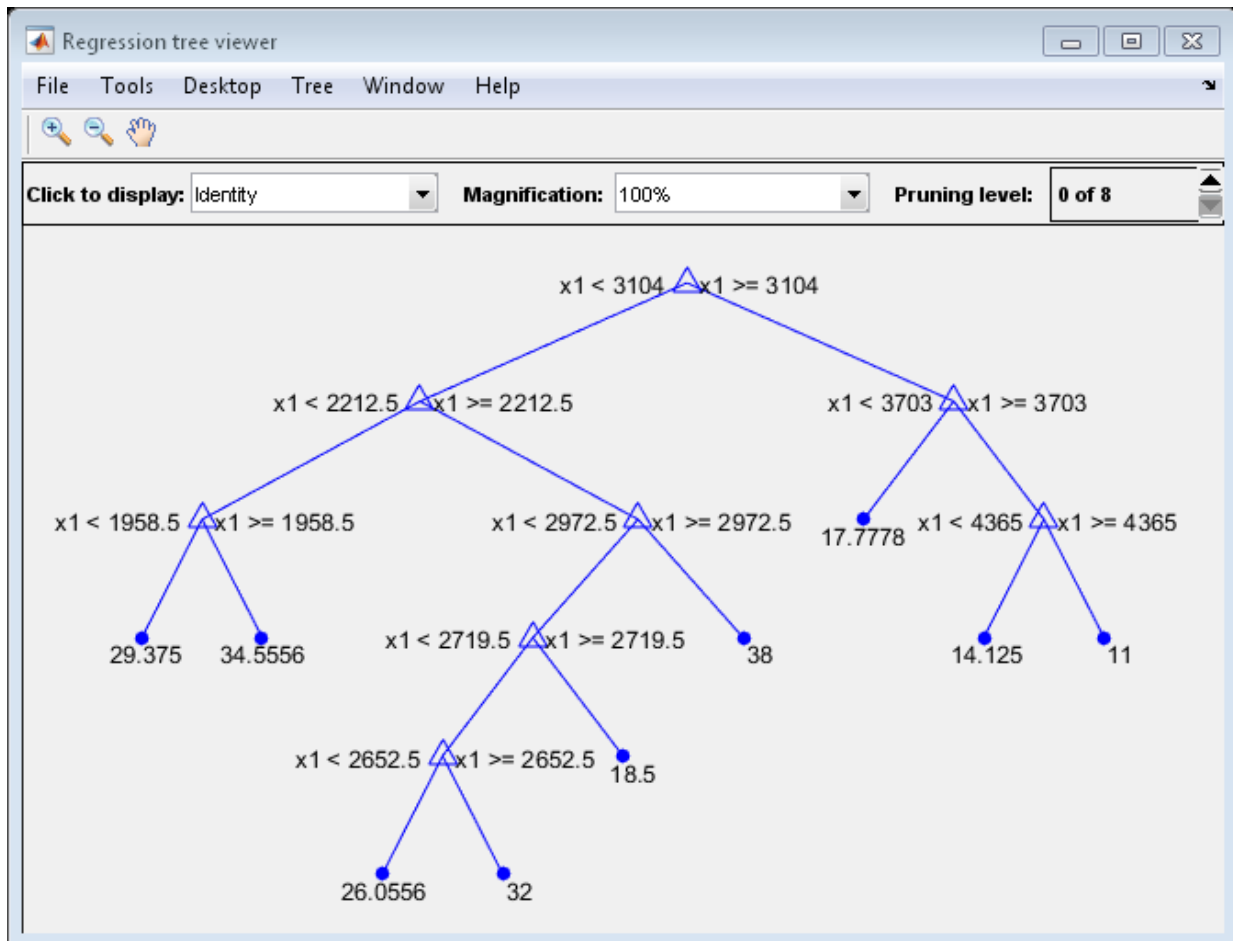 Regression tree viewer
File Tools Desktop Tree Window Help
Click to display: Identity Magnification: 100% Pruning level: 0 of 8
x1 < 3104 x1 >= 3104
x1 < 2212.5 x1 >= 2212.5 x1 < 3703 x1 >= 3703
x1 < 1958.5 x1 >= 1958.5 x1 < 2972.5 x1 >= 2972.5 17.7778 x1 < 4365 x1 >= 4365
29.375 34.5556 x1 < 2719.5 x1 >= 2719.5 38 14.125 11
x1 < 2652.5 x1 >= 2652.5 18.5
26.0556 32